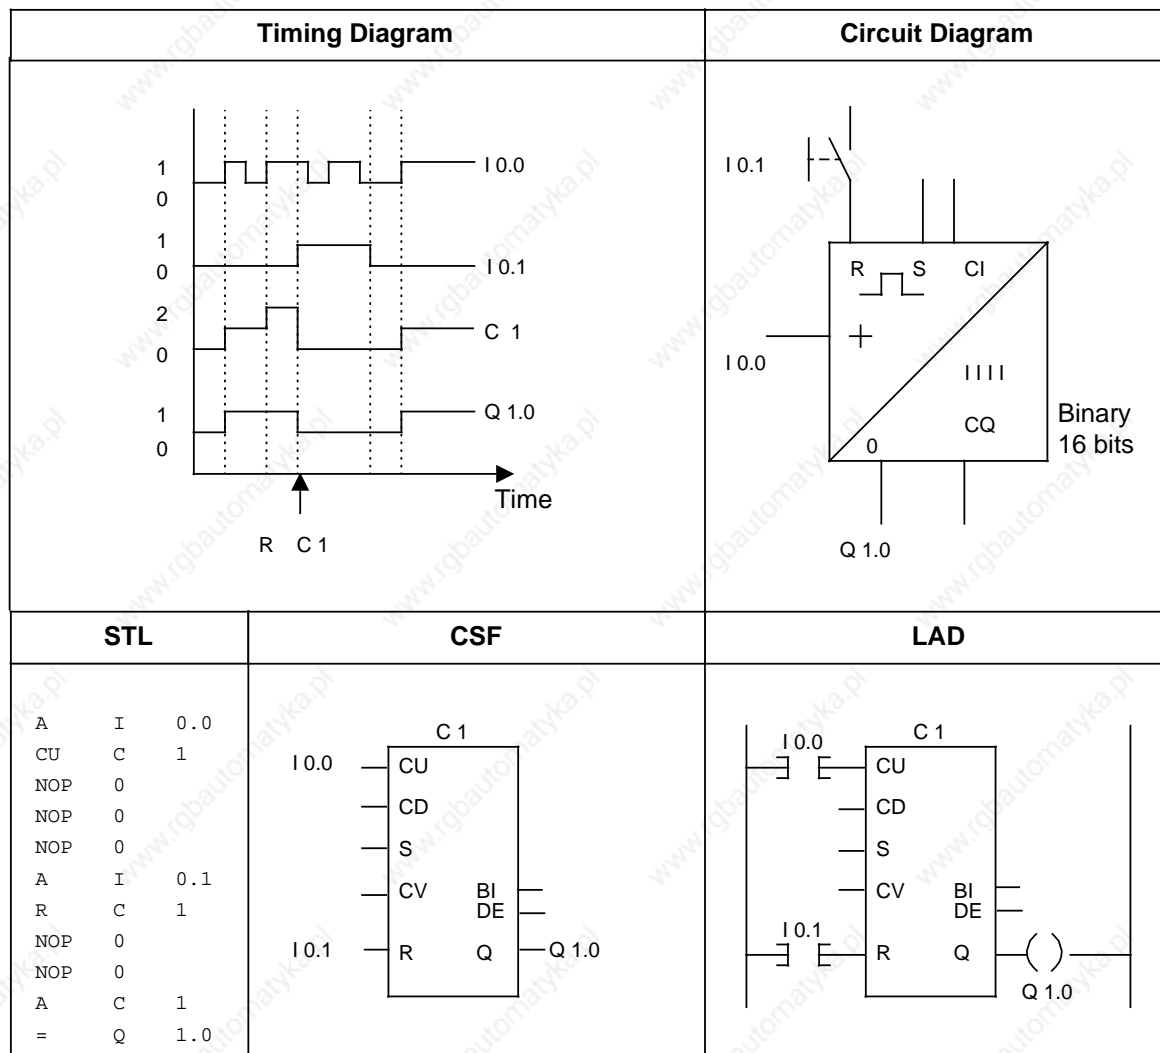 Timing Diagram
Circuit Diagram
1
0
I 0.0
1
0
I 0.1
2
0
C 1
1
0
Q 1.0
Time
R C 1
I 0.1
R S CI
I 0.0
+
I I I I
CQ
0
Binary
16 bits
Q 1.0
STL
CSF
LAD
A I 0.0
CU C 1
NOP 0
NOP 0
NOP 0
A I 0.1
R C 1
NOP 0
NOP 0
A C 1
= Q 1.0
C 1
I 0.0
CU
CD
S
CV
BI
DE
I 0.1
R
Q
Q 1.0
C 1
I 0.0
CU
CD
S
CV
BI
DE
I 0.1
R
Q
Q 1.0
www.rgbautomatyka.pl